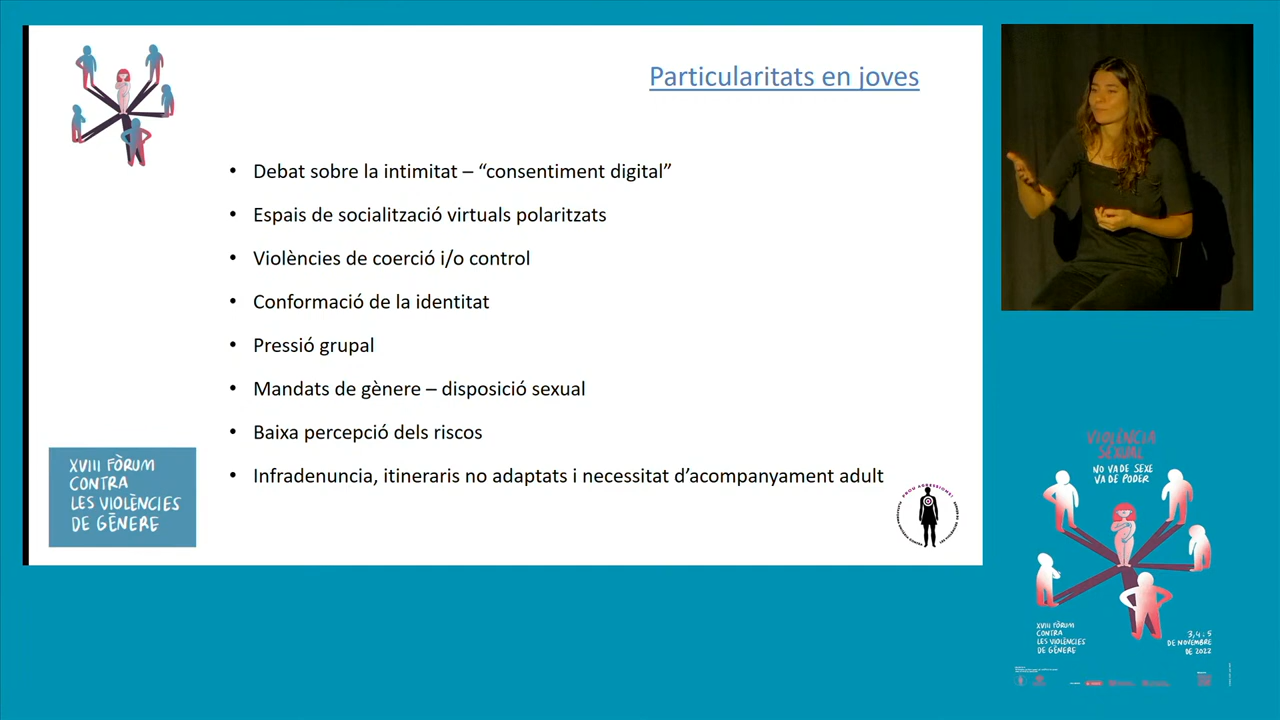 Particularitats en joves
• Debat sobre la intimitat – “consentiment digital”
• Espais de socialització virtuals polaritzats
• Violències de coerció i/o control
• Conformació de la identitat
• Pressió grupal
• Mandats de gènere – disposició sexual
• Baixa percepció dels riscos
• Infradenuncia, itineraris no adaptats i necessitat d’acompanyament adult
XVIII FÒRUM
CONTRA
LES VIOLÈNCIES
DE GÈNERE
PROU AGRESSIONS!
VIOLÈNCIA
SEXUAL
NO VA DE SEXE
VA DE PODER
XVIII FÒRUM
CONTRA
LES VIOLÈNCIES
DE GÈNERE
3, 4 i 5
DE NOVEMBRE
DE 2022